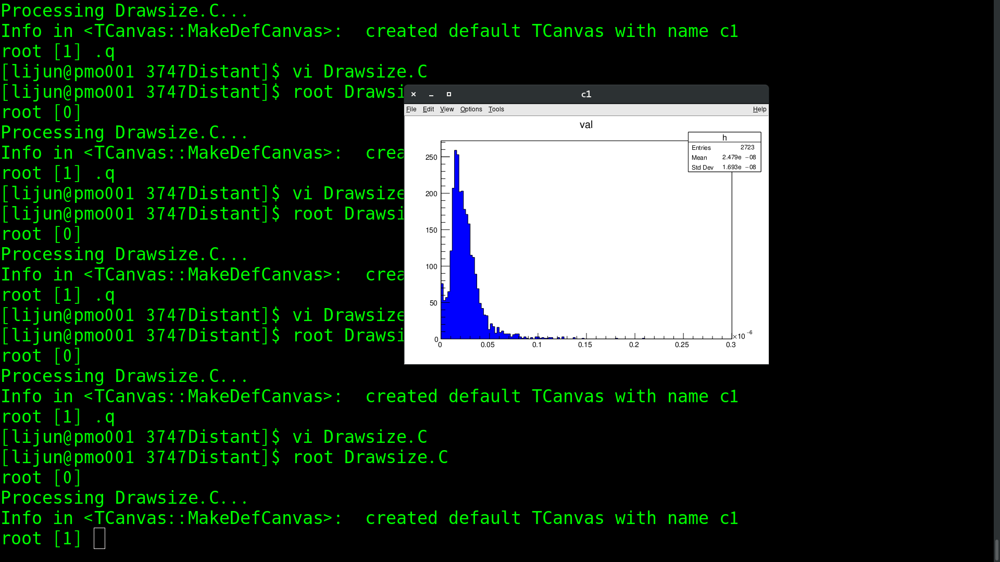 Processing Drawsize.C...
Info in <TCanvas::MakeDefCanvas>:  created default TCanvas with name c1
root [1] .q
[lijun@pmo001 3747Distant]$ vi Drawsize.C
[lijun@pmo001 3747Distant]$ root Drawsi
root [0]
Processing Drawsize.C...
Info in <TCanvas::MakeDefCanvas>:  crea
root [1] .q
[lijun@pmo001 3747Distant]$ vi Drawsize
[lijun@pmo001 3747Distant]$ root Drawsi
root [0]
Processing Drawsize.C...
Info in <TCanvas::MakeDefCanvas>:  crea
root [1] .q
[lijun@pmo001 3747Distant]$ vi Drawsize
[lijun@pmo001 3747Distant]$ root Drawsi
root [0]
Processing Drawsize.C...
Info in <TCanvas::MakeDefCanvas>:  created default TCanvas with name c1
root [1] .q
[lijun@pmo001 3747Distant]$ vi Drawsize.C
[lijun@pmo001 3747Distant]$ root Drawsize.C
root [0]
Processing Drawsize.C...
Info in <TCanvas::MakeDefCanvas>:  created default TCanvas with name c1
root [1]
c1
File Edit View Options Tools Help
val
h
Entries 2723
Mean 2.479e −08
Std Dev 1.693e −08
250
200
150
100
50
0
0 0.05 0.1 0.15 0.2 0.25 0.3
×10⁻⁶